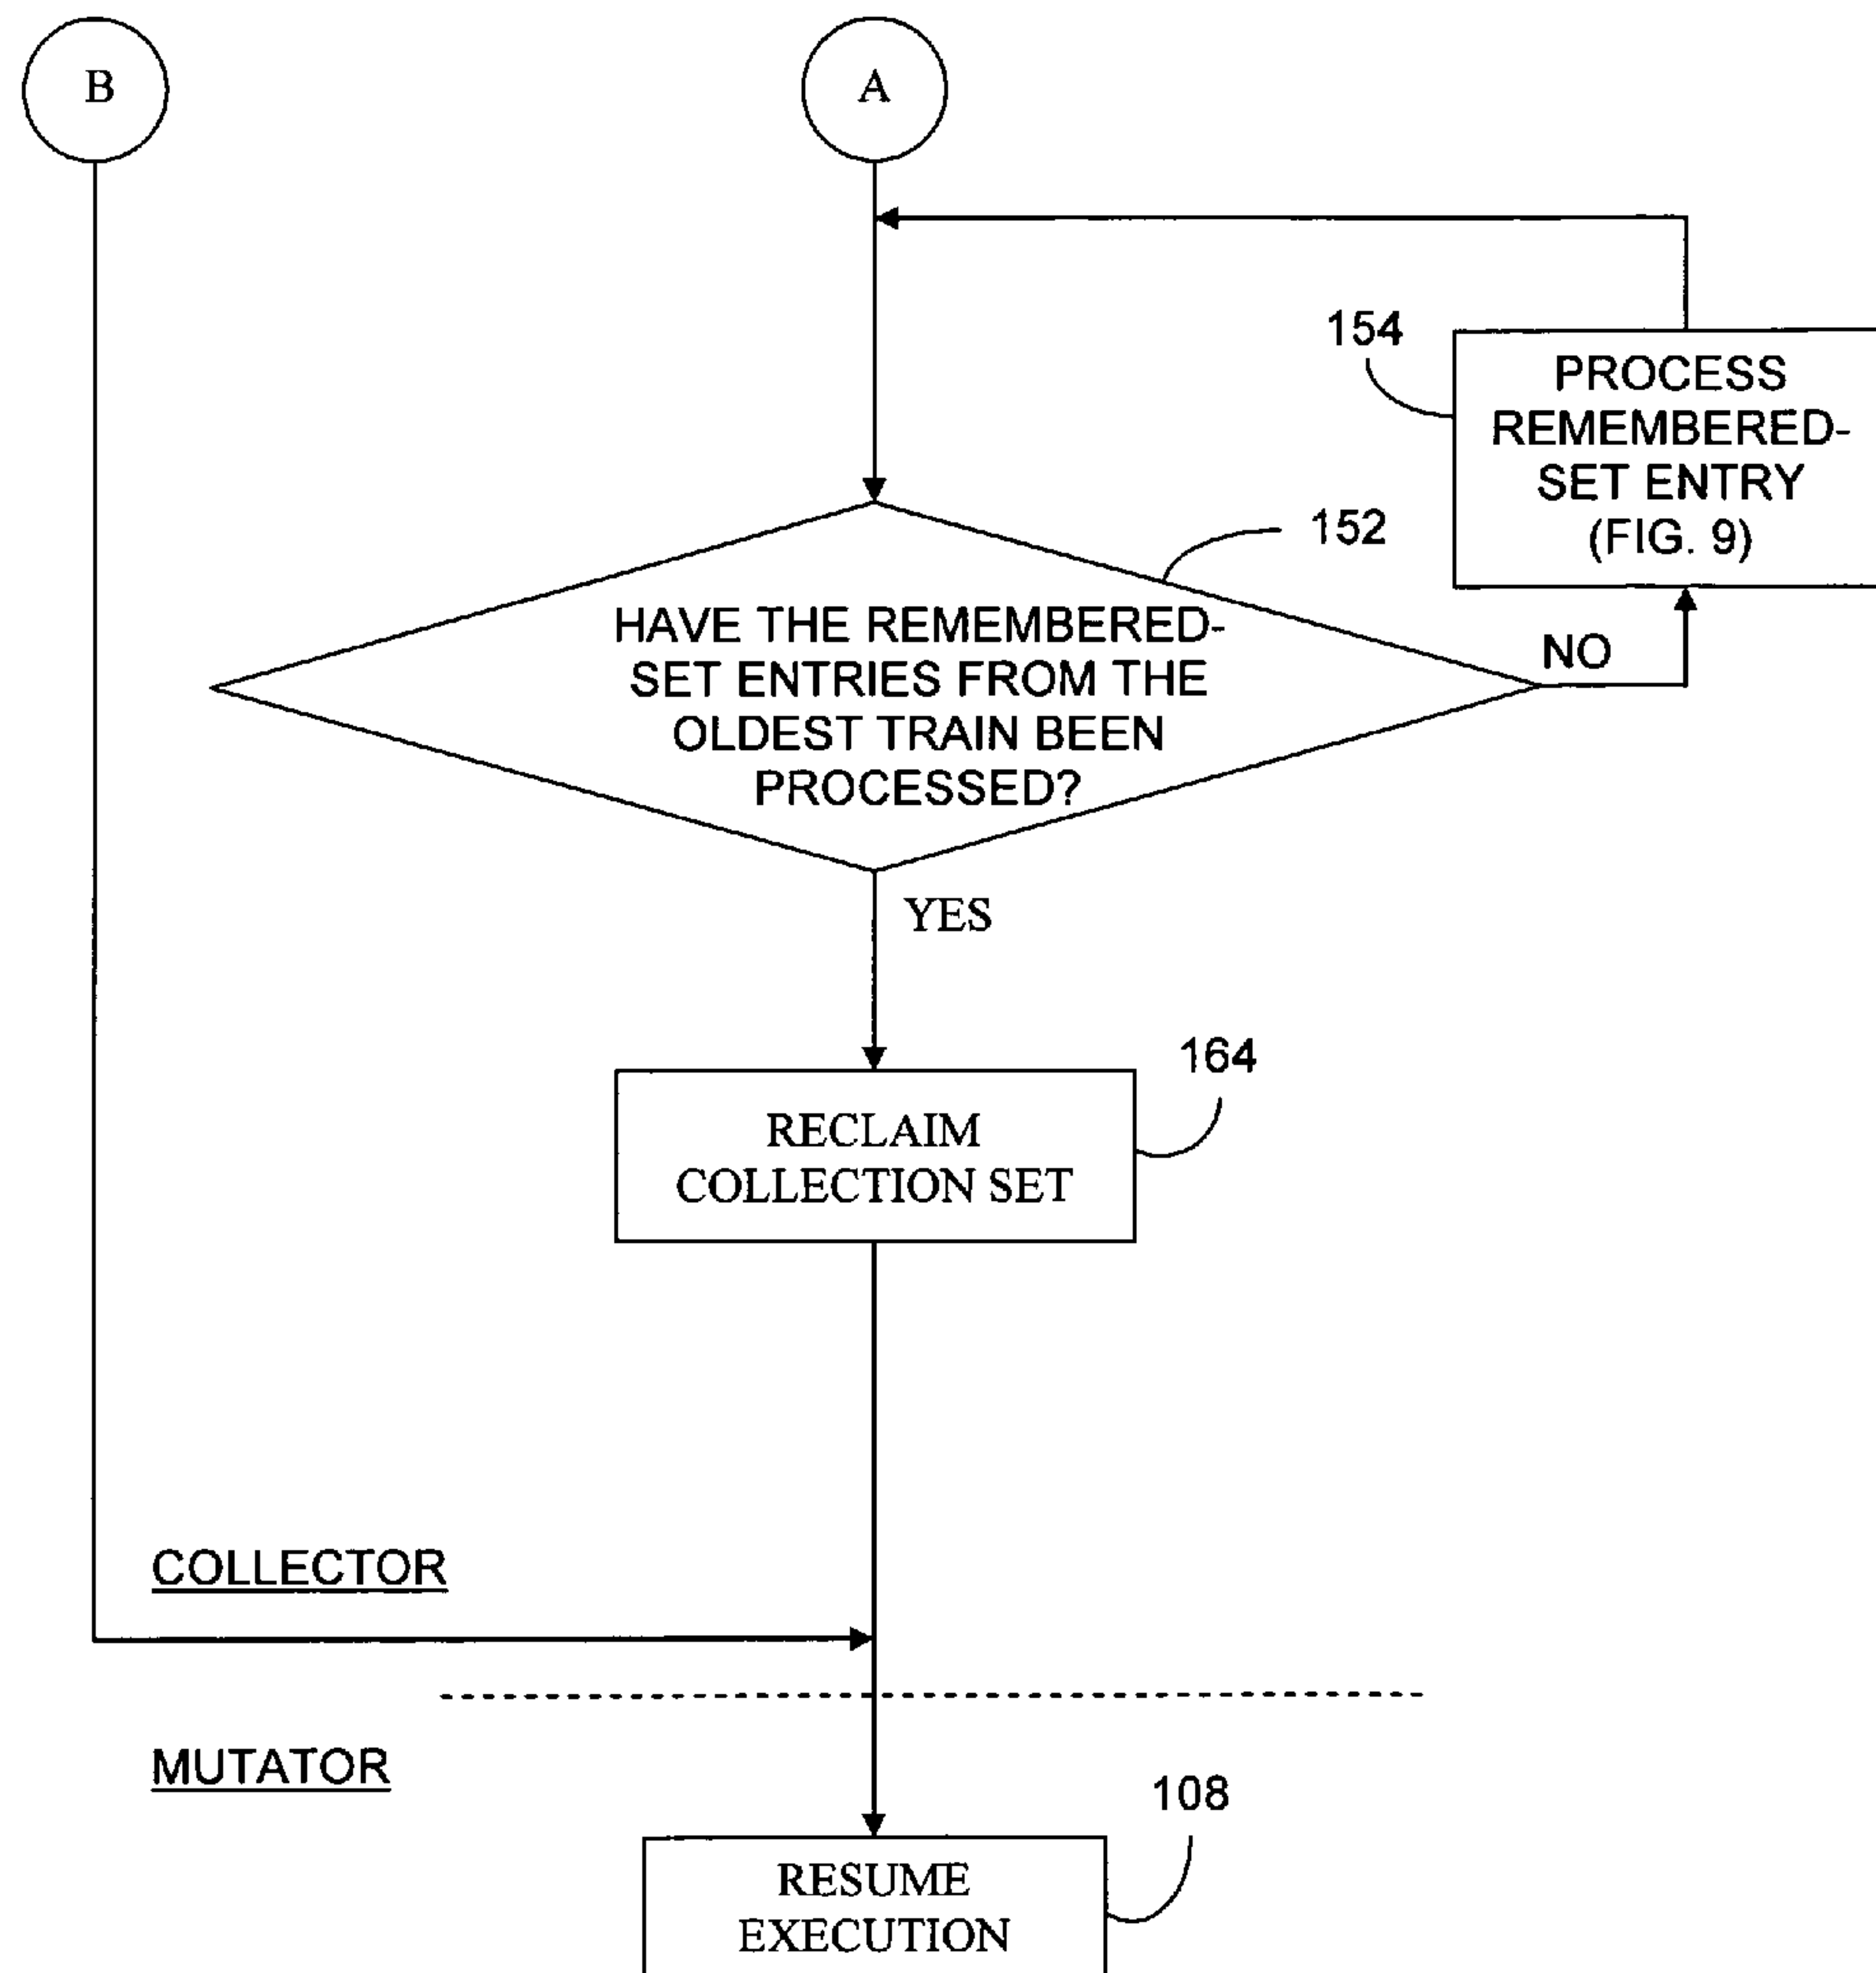 B
A
154
PROCESS
REMEMBERED-
SET ENTRY
(FIG. 9)
152
HAVE THE REMEMBERED-
SET ENTRIES FROM THE
OLDEST TRAIN BEEN
PROCESSED?
NO
YES
164
RECLAIM
COLLECTION SET
COLLECTOR
MUTATOR
108
RESUME
EXECUTION